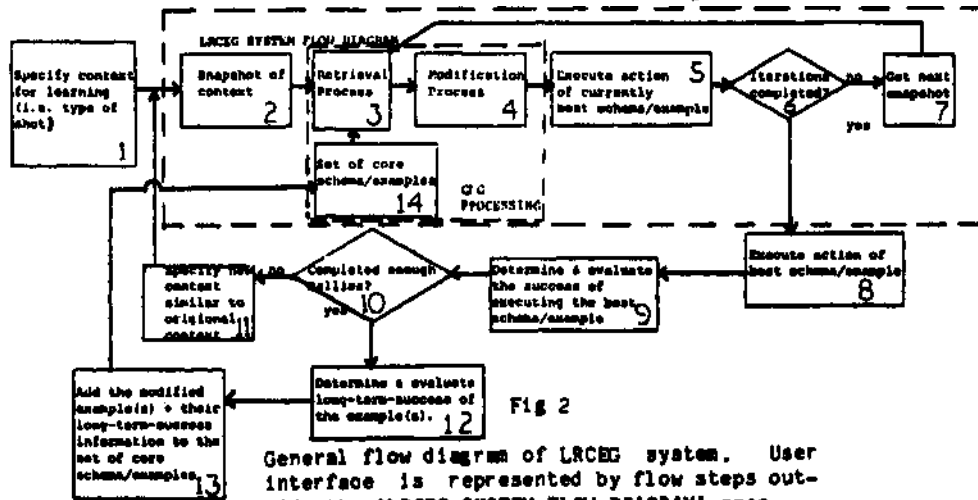 LRCEG SYSTEM FLOW DIAGRAM
Specify context
for learning
(i.e. type of
shot)
1
Snapshot of
context
2
Retrieval
Process
3
Modification
Process
4
Execute action
of currently
best schema/example
5
Iterations
completed?
6
no
yes
Get next
snapshot
7
Set of core
schema/examples
14
CEG
PROCESSING
Execute action of
best schema/example
8
Determine & evaluate
the success of
executing the best
schema/example
9
Completed enough
rallies?
10
no
yes
Specify new
context
similar to
origional
context
11
Determine & evaluate
long-term-success of
the example(s).
12
Add the modified
example(s) + their
long-term-success
information to the
set of core
schema/examples
13
Fig 2
General flow diagram of LRCEG system. User
interface is represented by flow steps out-